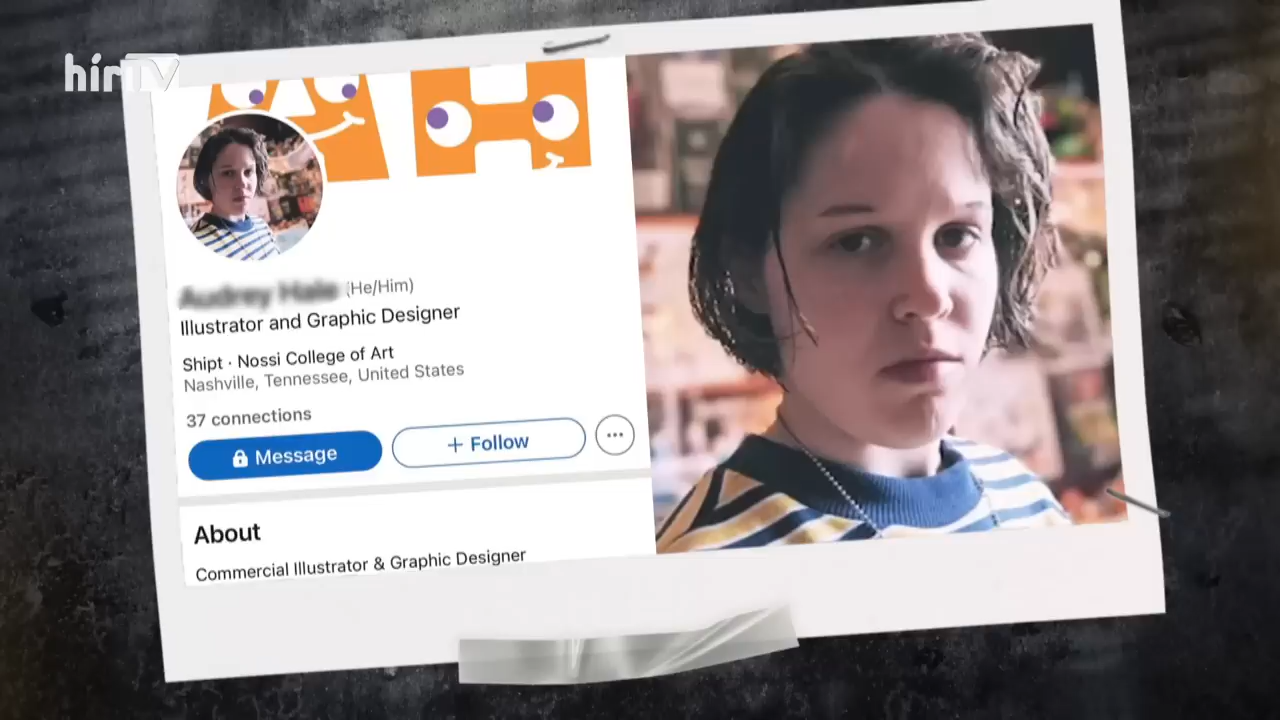 hírTV
(He/Him)
Illustrator and Graphic Designer
Shipt · Nossi College of Art
Nashville, Tennessee, United States
37 connections
Message
+ Follow
About
Commercial Illustrator & Graphic Designer